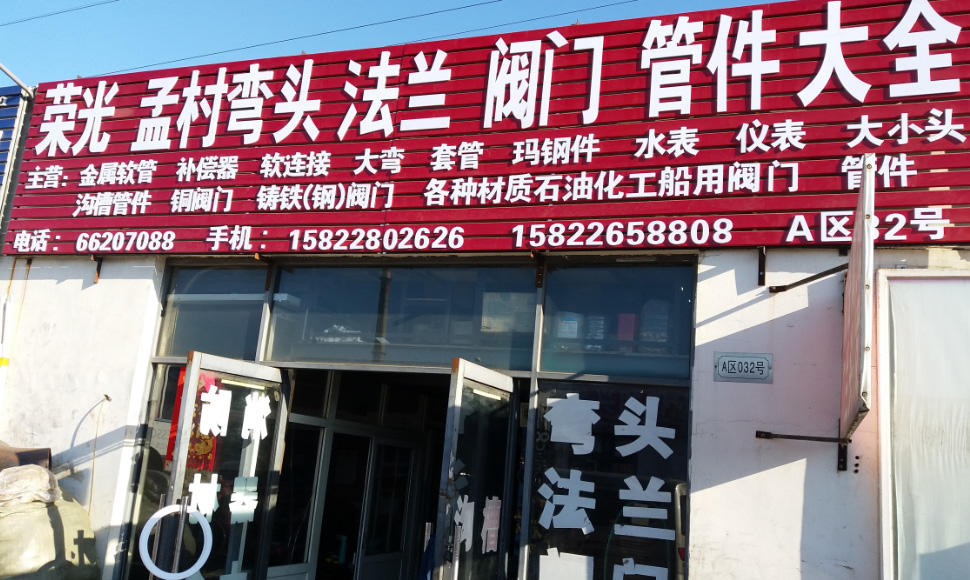 荣光 孟村弯头 法兰 阀门 管件大全
主营: 金属软管 补偿器 软连接 大弯 套管 玛钢件 水表 仪表 大小头
沟槽管件 铜阀门 铸铁(钢)阀门 各种材质石油化工船用阀门 管件
电话: 66207088 手机: 15822802626 15822658808 A区032号
A区032号
弯头
法兰
沟槽